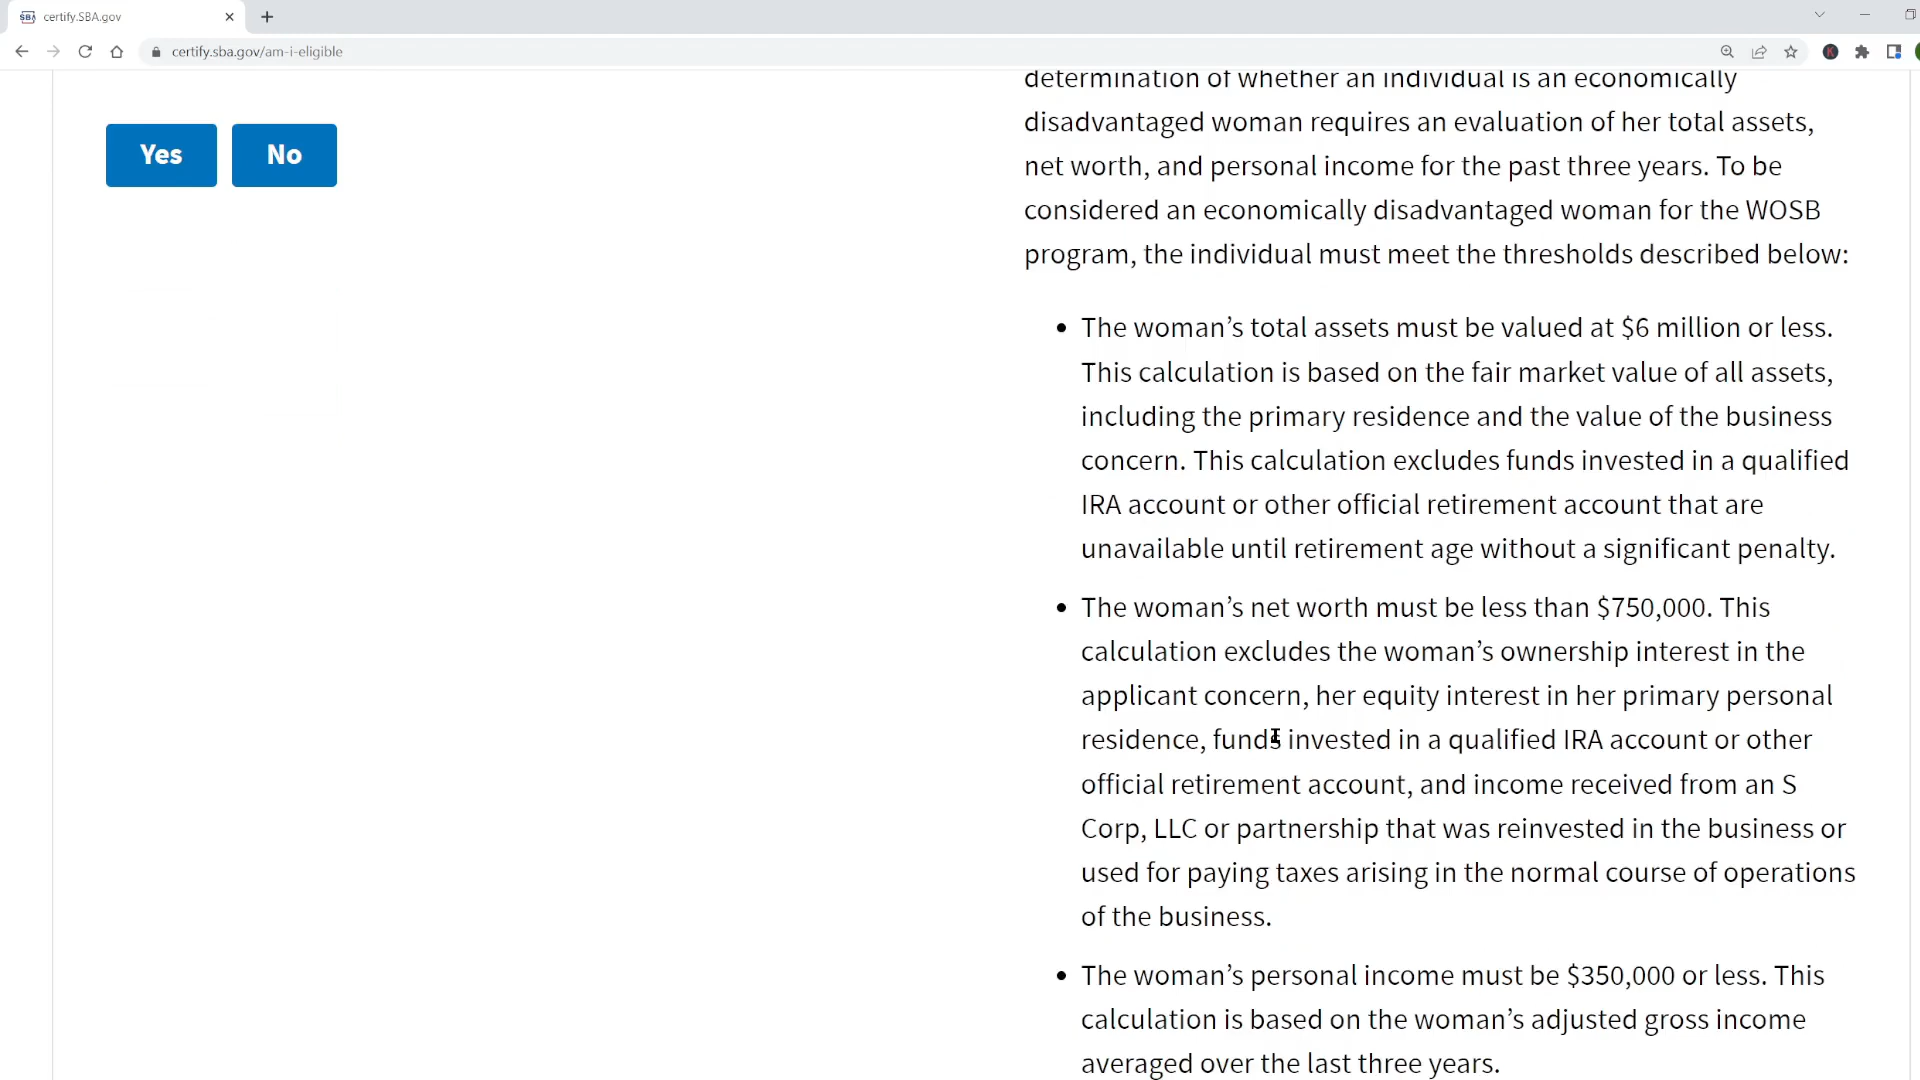 certify.SBA.gov
certify.sba.gov/am-i-eligible
Yes No
determination of whether an individual is an economically
disadvantaged woman requires an evaluation of her total assets,
net worth, and personal income for the past three years. To be
considered an economically disadvantaged woman for the WOSB
program, the individual must meet the thresholds described below:
• The woman’s total assets must be valued at $6 million or less.
This calculation is based on the fair market value of all assets,
including the primary residence and the value of the business
concern. This calculation excludes funds invested in a qualified
IRA account or other official retirement account that are
unavailable until retirement age without a significant penalty.
• The woman’s net worth must be less than $750,000. This
calculation excludes the woman’s ownership interest in the
applicant concern, her equity interest in her primary personal
residence, funds invested in a qualified IRA account or other
official retirement account, and income received from an S
Corp, LLC or partnership that was reinvested in the business or
used for paying taxes arising in the normal course of operations
of the business.
• The woman’s personal income must be $350,000 or less. This
calculation is based on the woman’s adjusted gross income
averaged over the last three years.